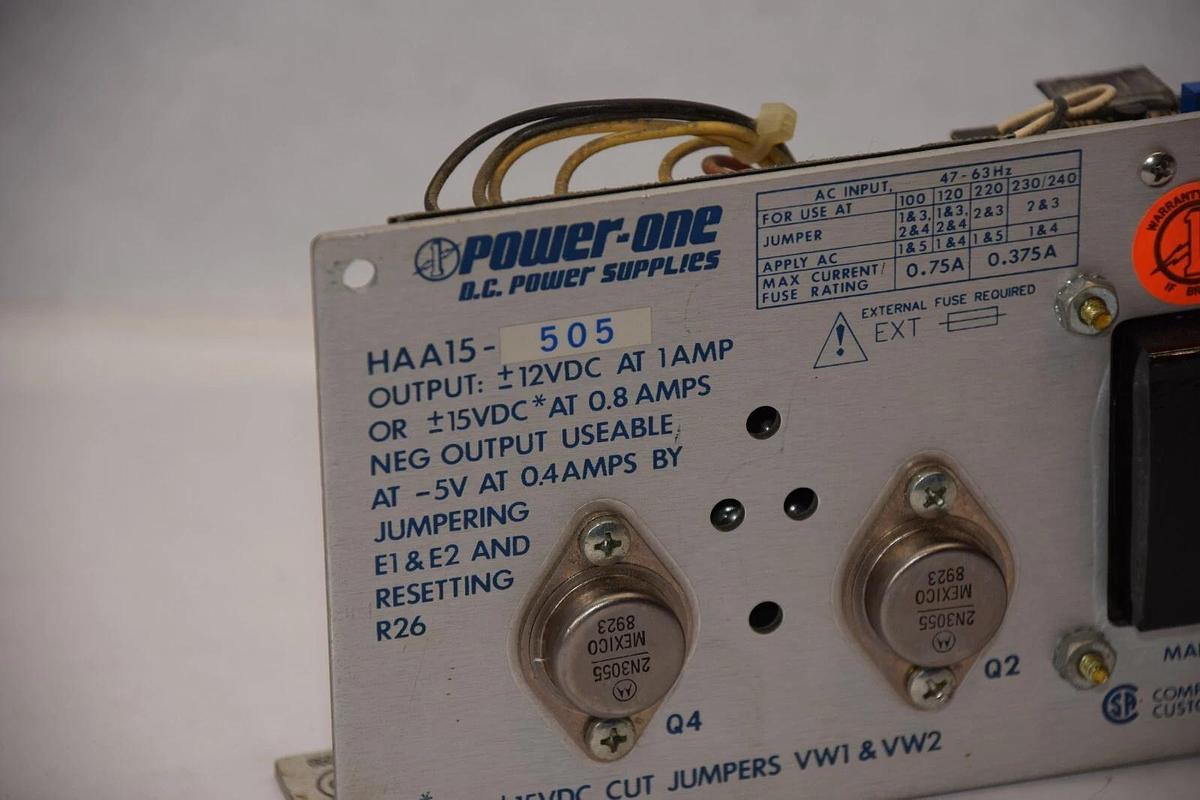 POWER-ONE
D.C. POWER SUPPLIES
HAA15- 505
OUTPUT: ±12VDC AT 1AMP
OR ±15VDC* AT 0.8 AMPS
NEG OUTPUT USEABLE
AT -5V AT 0.4AMPS BY
JUMPERING
E1 & E2 AND
RESETTING
R26
AC INPUT, 47-63Hz
FOR USE AT 100 120 220 230/240
JUMPER 1&3, 2&4 1&3, 2&4 2&3 2&3
APPLY AC 1&5 1&4 1&5 1&4
MAX CURRENT/ FUSE RATING 0.75A 0.375A
EXTERNAL FUSE REQUIRED
! EXT
WARRANTY
IF
2N3055
MEXICO
8923
Q4
2N3055
MEXICO
8923
Q2
SA
* 15VDC CUT JUMPERS VW1 & VW2